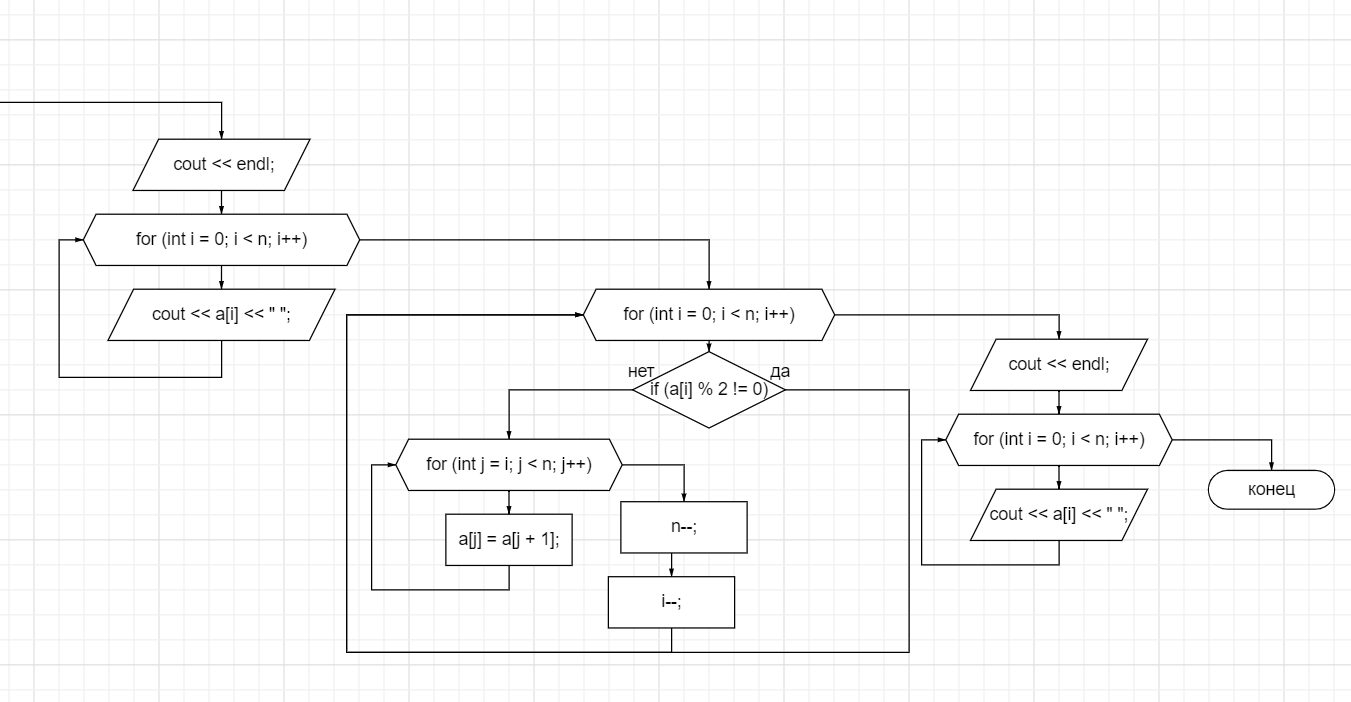 cout << endl;
for (int i = 0; i < n; i++)
cout << a[i] << " ";
for (int i = 0; i < n; i++)
нет
да
if (a[i] % 2 != 0)
for (int j = i; j < n; j++)
a[j] = a[j + 1];
n--;
i--;
cout << endl;
for (int i = 0; i < n; i++)
cout << a[i] << " ";
конец